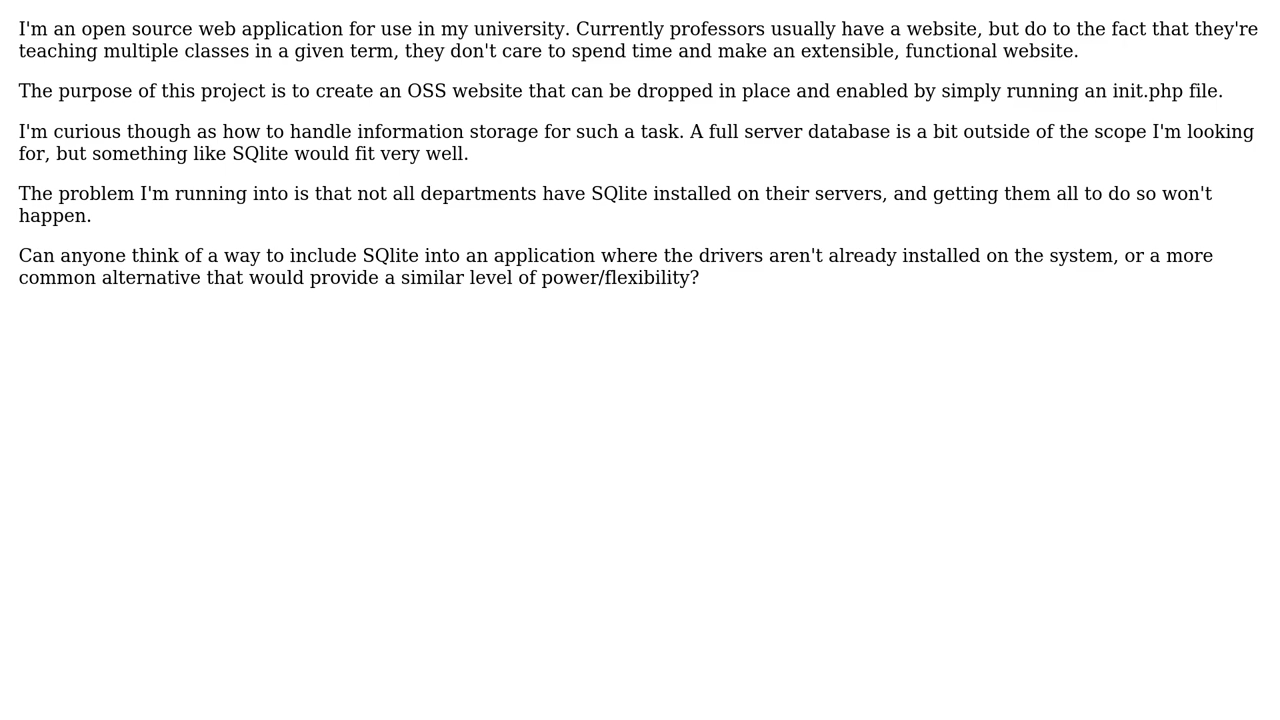 I'm an open source web application for use in my university. Currently professors usually have a website, but do to the fact that they're
teaching multiple classes in a given term, they don't care to spend time and make an extensible, functional website.
The purpose of this project is to create an OSS website that can be dropped in place and enabled by simply running an init.php file.
I'm curious though as how to handle information storage for such a task. A full server database is a bit outside of the scope I'm looking
for, but something like SQlite would fit very well.
The problem I'm running into is that not all departments have SQlite installed on their servers, and getting them all to do so won't
happen.
Can anyone think of a way to include SQlite into an application where the drivers aren't already installed on the system, or a more
common alternative that would provide a similar level of power/flexibility?